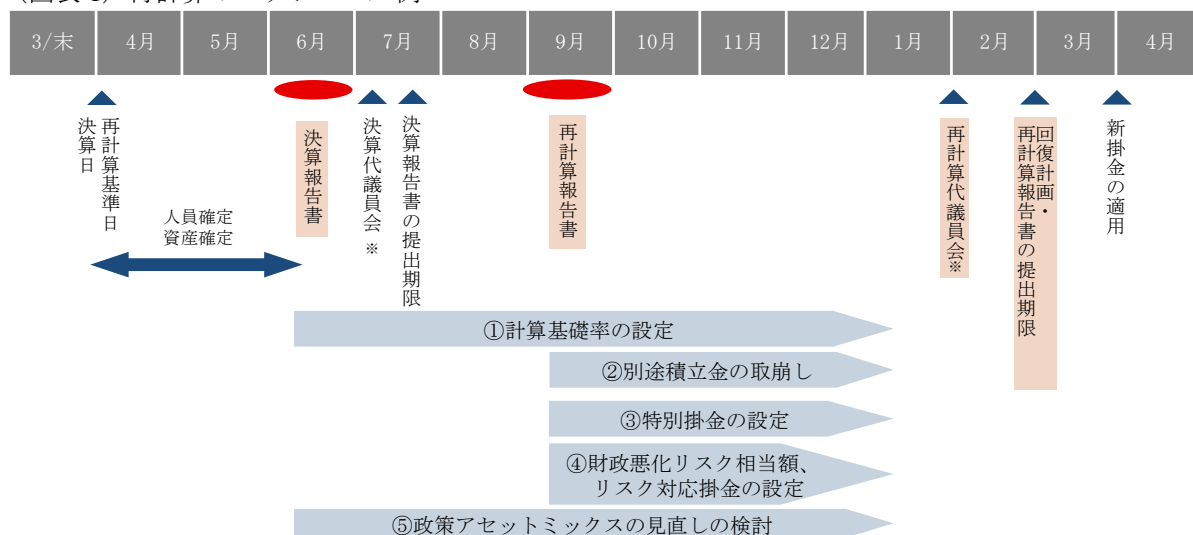 3/末
4月
5月
6月
7月
8月
9月
10月
11月
12月
1月
2月
3月
4月
再計算基準日
決算日
決算報告書
決算代議員会※
決算報告書の提出期限
再計算報告書
再計算代議員会※
回復計画・
再計算報告書の提出期限
新掛金の適用
人員確定
資産確定
①計算基礎率の設定
②別途積立金の取崩し
③特別掛金の設定
④財政悪化リスク相当額、
リスク対応掛金の設定
⑤政策アセットミックスの見直しの検討